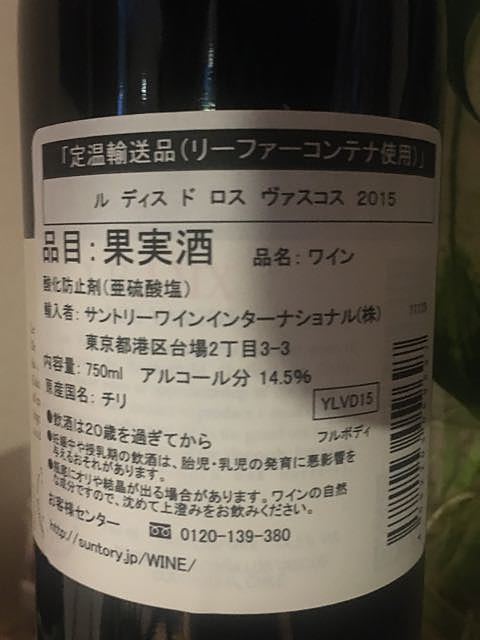 「定温輸送品(リーファーコンテナ使用)」
ル ディス ド ロス ヴァスコス 2015
品目:果実酒 品名:ワイン
酸化防止剤(亜硫酸塩)
輸入者:サントリーワインインターナショナル(株)
東京都港区台場2丁目3-3
内容量:750ml アルコール分 14.5%
原産国名:チリ
YLVD15
フルボディ
●飲酒は20歳を過ぎてから
●妊娠中や授乳期の飲酒は、胎児・乳児の発育に悪影響を
与えるおそれがあります。
●瓶底にオリや結晶が出る場合があります。ワインの自然
な成分ですので、沈めて上澄みをお飲みください。
お客様センター 0120-139-380
http://suntory.jp/WINE/